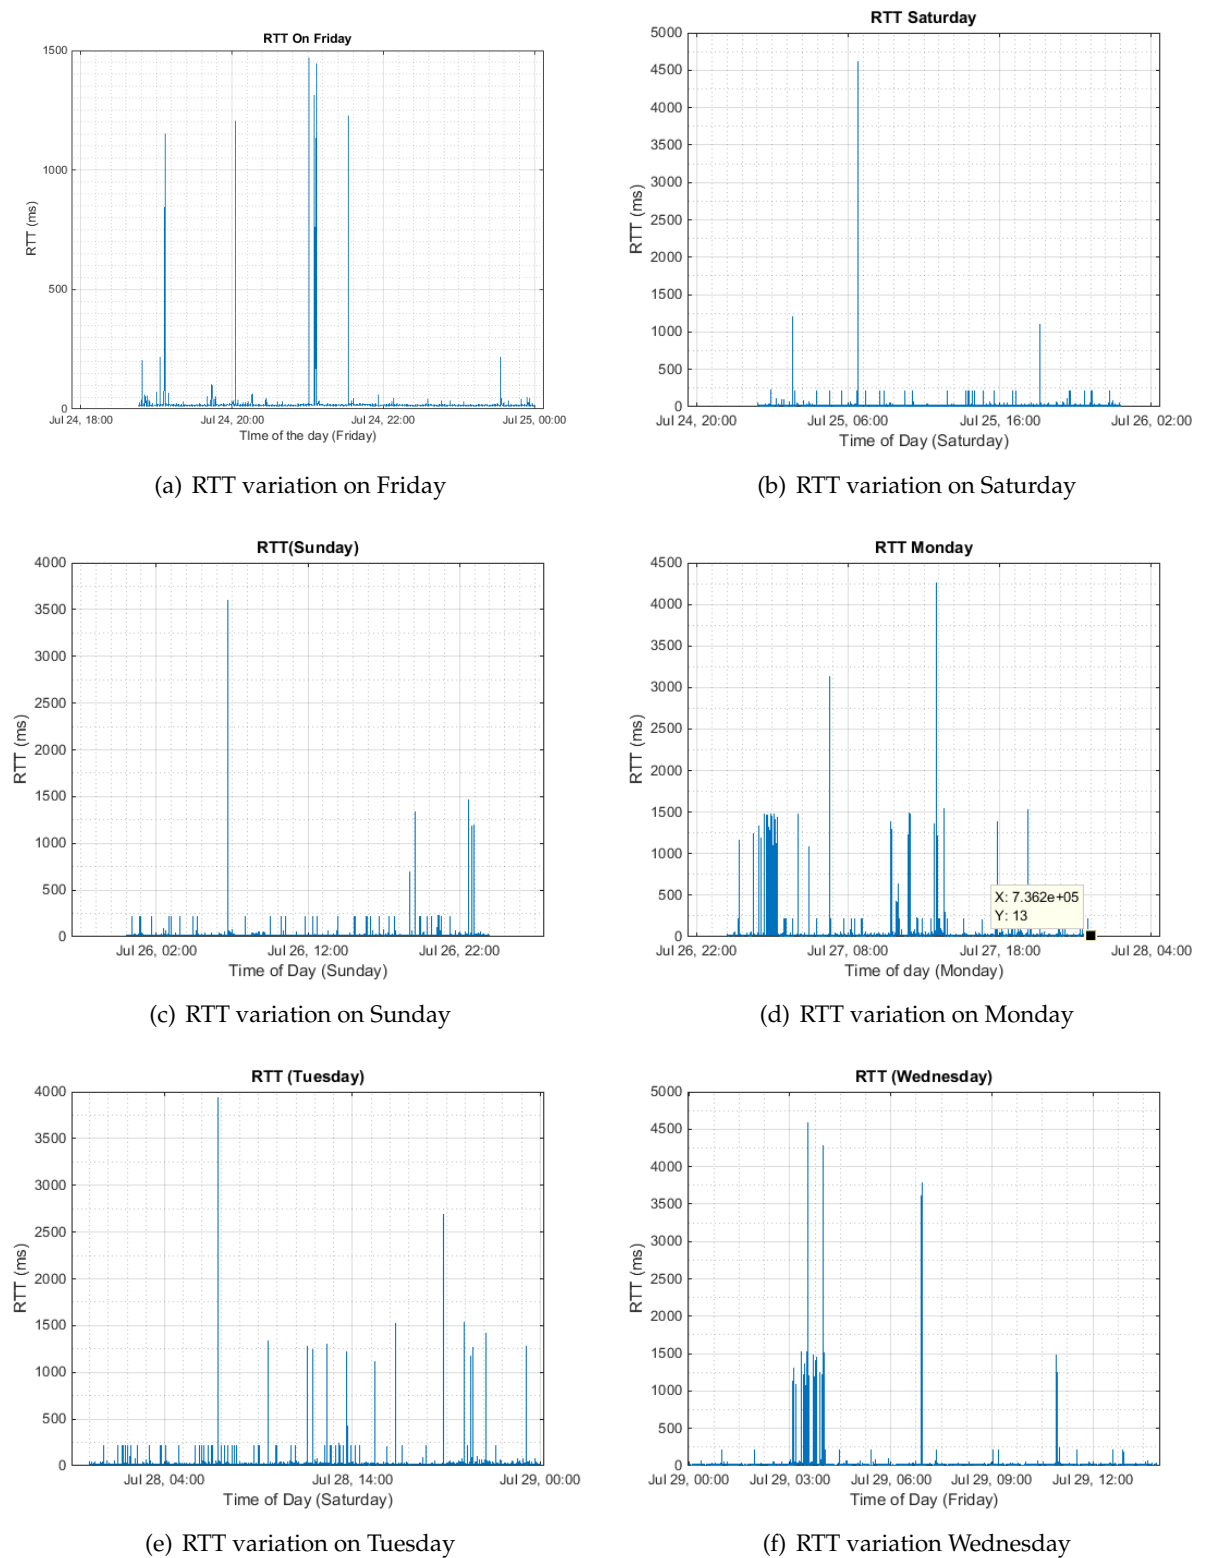 RTT On Friday
1500
1000
500
0
RTT (ms)
Jul 24, 18:00 Jul 24, 20:00 Jul 24, 22:00 Jul 25, 00:00
TIme of the day (Friday)
(a) RTT variation on Friday
RTT Saturday
5000
4500
4000
3500
3000
2500
2000
1500
1000
500
0
RTT (ms)
Jul 24, 20:00 Jul 25, 06:00 Jul 25, 16:00 Jul 26, 02:00
Time of Day (Saturday)
(b) RTT variation on Saturday
RTT(Sunday)
4000
3500
3000
2500
2000
1500
1000
500
0
RTT (ms)
Jul 26, 02:00 Jul 26, 12:00 Jul 26, 22:00
Time of Day (Sunday)
(c) RTT variation on Sunday
RTT Monday
4500
4000
3500
3000
2500
2000
1500
1000
500
0
RTT (ms)
X: 7.362e+05
Y: 13
Jul 26, 22:00 Jul 27, 08:00 Jul 27, 18:00 Jul 28, 04:00
Time of day (Monday)
(d) RTT variation on Monday
RTT (Tuesday)
4000
3500
3000
2500
2000
1500
1000
500
0
RTT (ms)
Jul 28, 04:00 Jul 28, 14:00 Jul 29, 00:00
Time of Day (Saturday)
(e) RTT variation on Tuesday
RTT (Wednesday)
5000
4500
4000
3500
3000
2500
2000
1500
1000
500
0
RTT (ms)
Jul 29, 00:00 Jul 29, 03:00 Jul 29, 06:00 Jul 29, 09:00 Jul 29, 12:00
Time of Day (Friday)
(f) RTT variation Wednesday